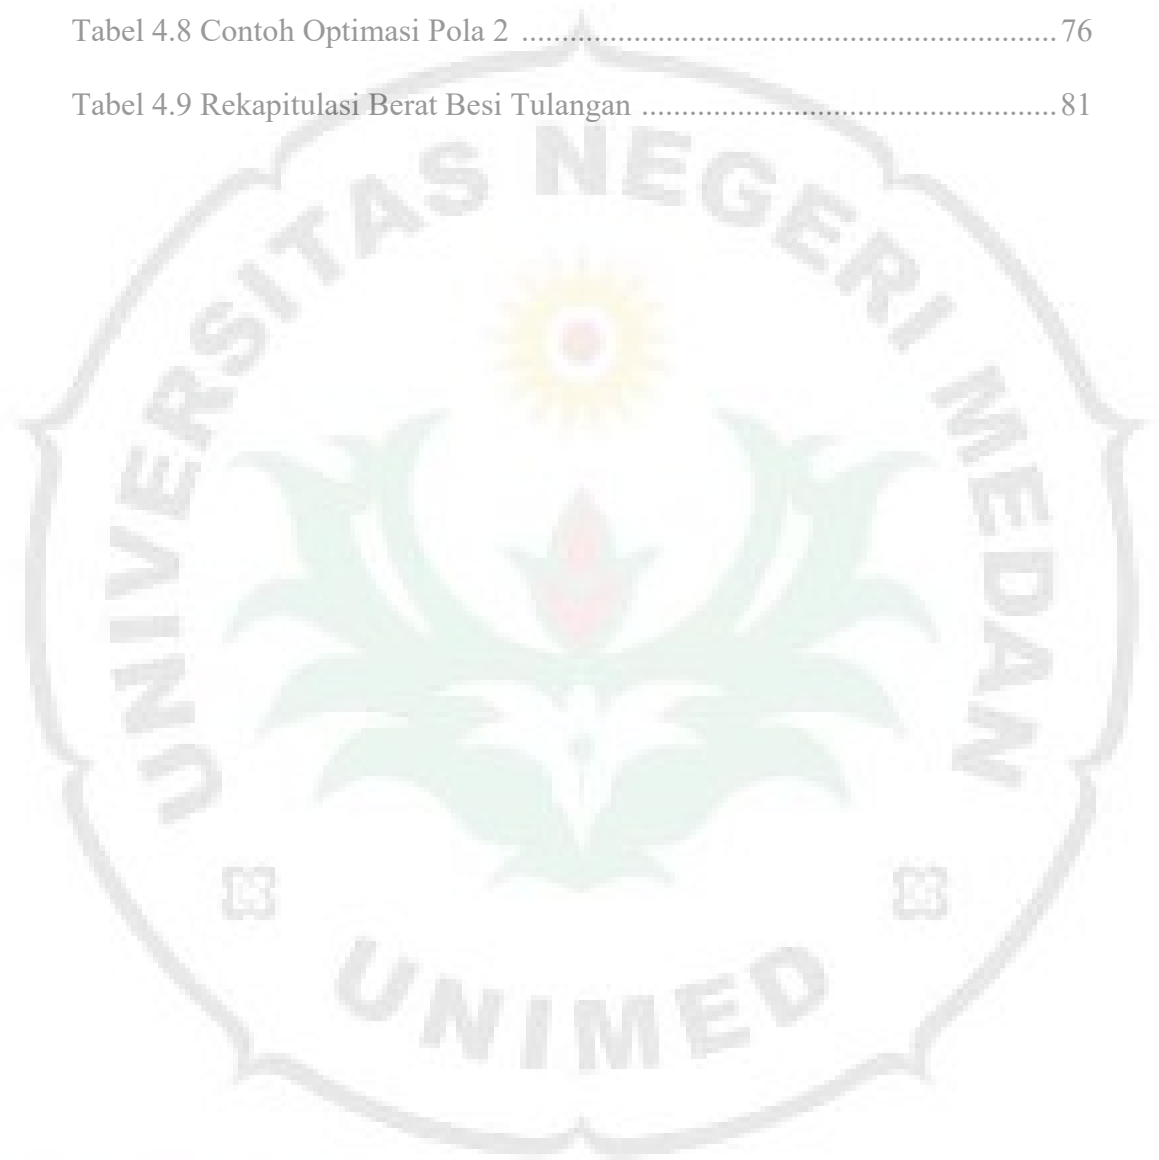 Tabel 4.8 Contoh Optimasi Pola 2 ................................................................... 76
Tabel 4.9 Rekapitulasi Berat Besi Tulangan .................................................... 81
UNIVERSITAS NEGERI MEDAN
UNIMED